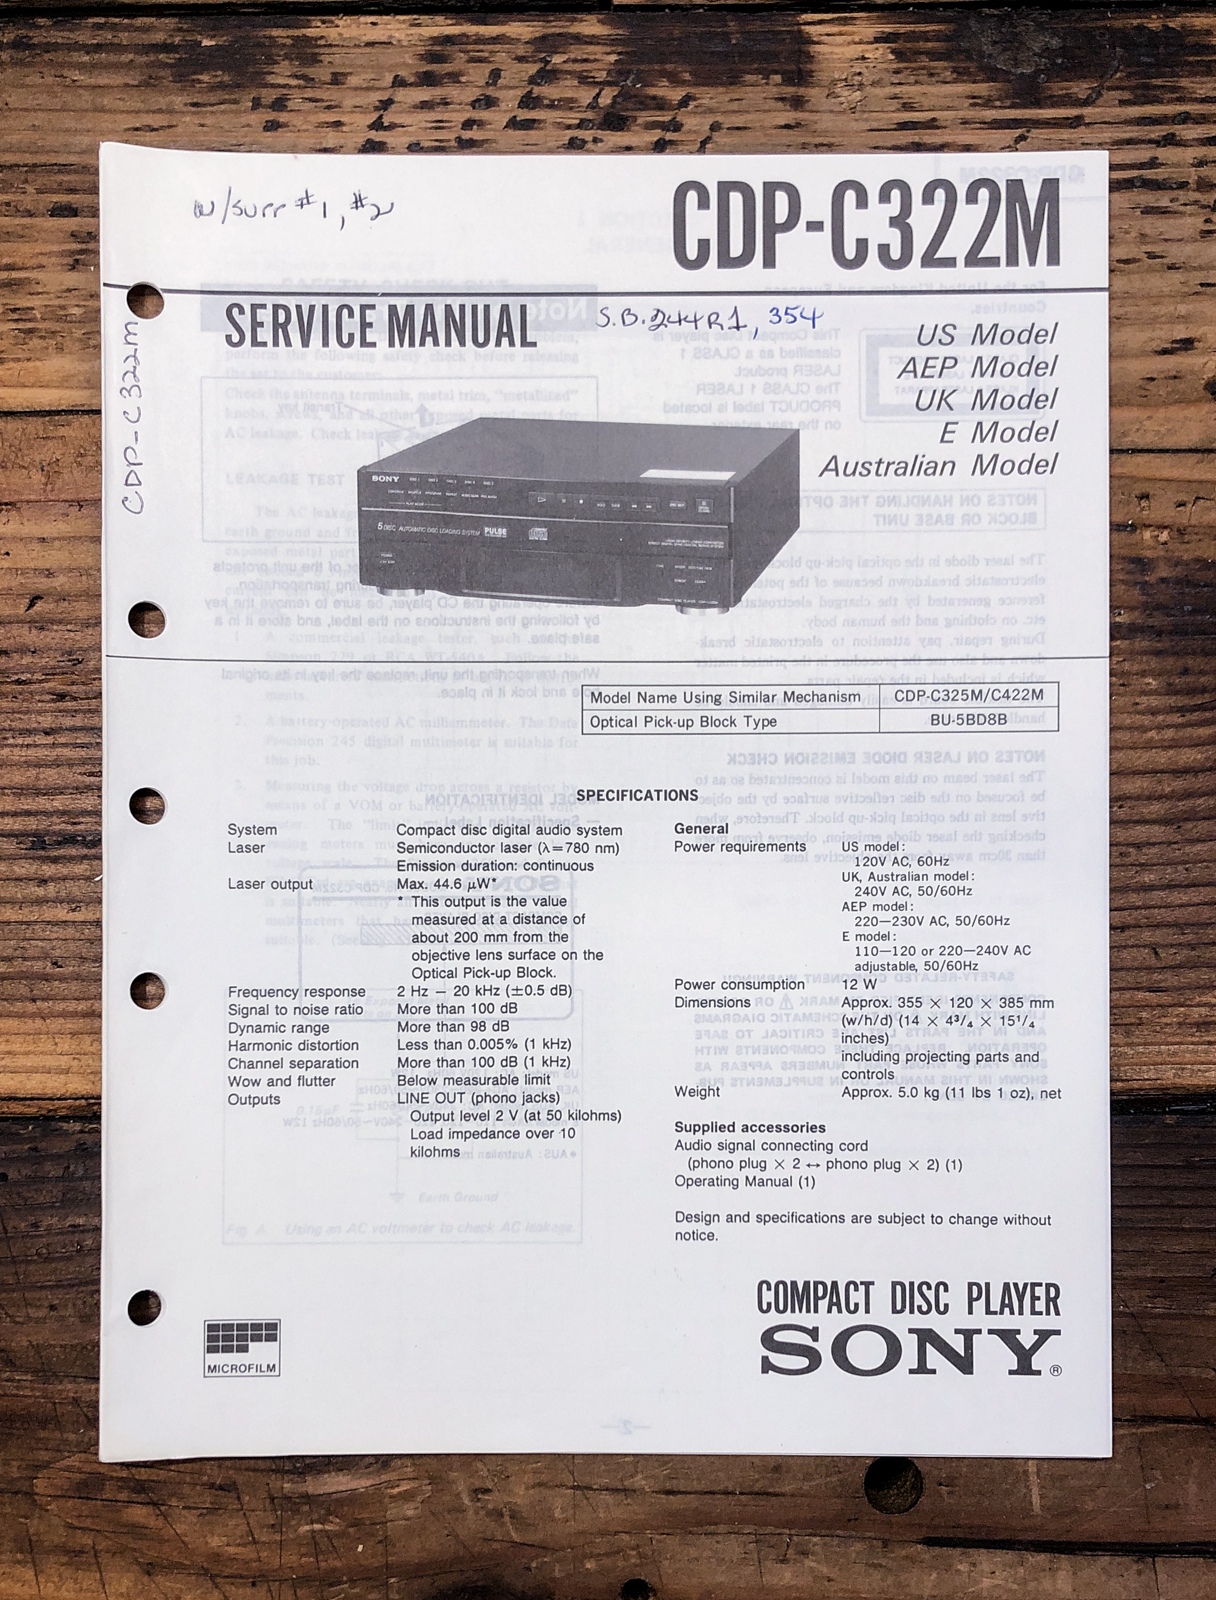 w/surr #1, #2
CDP-C322M
CDP-C322M
SERVICE MANUAL
S.B. 244R1, 354
US Model
AEP Model
UK Model
E Model
Australian Model
SONY
5 DISC AUTOMATIC DISC LOADING SYSTEM PULSE
Model Name Using Similar Mechanism CDP-C325M/C422M
Optical Pick-up Block Type BU-5BD8B
SPECIFICATIONS
System Compact disc digital audio system
Laser Semiconductor laser (λ=780 nm)
Emission duration: continuous
Laser output Max. 44.6 μW*
* This output is the value
measured at a distance of
about 200 mm from the
objective lens surface on the
Optical Pick-up Block.
Frequency response 2 Hz — 20 kHz (±0.5 dB)
Signal to noise ratio More than 100 dB
Dynamic range More than 98 dB
Harmonic distortion Less than 0.005% (1 kHz)
Channel separation More than 100 dB (1 kHz)
Wow and flutter Below measurable limit
Outputs LINE OUT (phono jacks)
Output level 2 V (at 50 kilohms)
Load impedance over 10
kilohms
General
Power requirements US model:
120V AC, 60Hz
UK, Australian model:
240V AC, 50/60Hz
AEP model:
220—230V AC, 50/60Hz
E model:
110—120 or 220—240V AC
adjustable, 50/60Hz
Power consumption 12 W
Dimensions Approx. 355 × 120 × 385 mm
(w/h/d) (14 × 4³/₄ × 15¹/₄
inches)
including projecting parts and
controls
Weight Approx. 5.0 kg (11 lbs 1 oz), net
Supplied accessories
Audio signal connecting cord
(phono plug × 2 ↔ phono plug × 2) (1)
Operating Manual (1)
Design and specifications are subject to change without
notice.
COMPACT DISC PLAYER
SONY®
MICROFILM